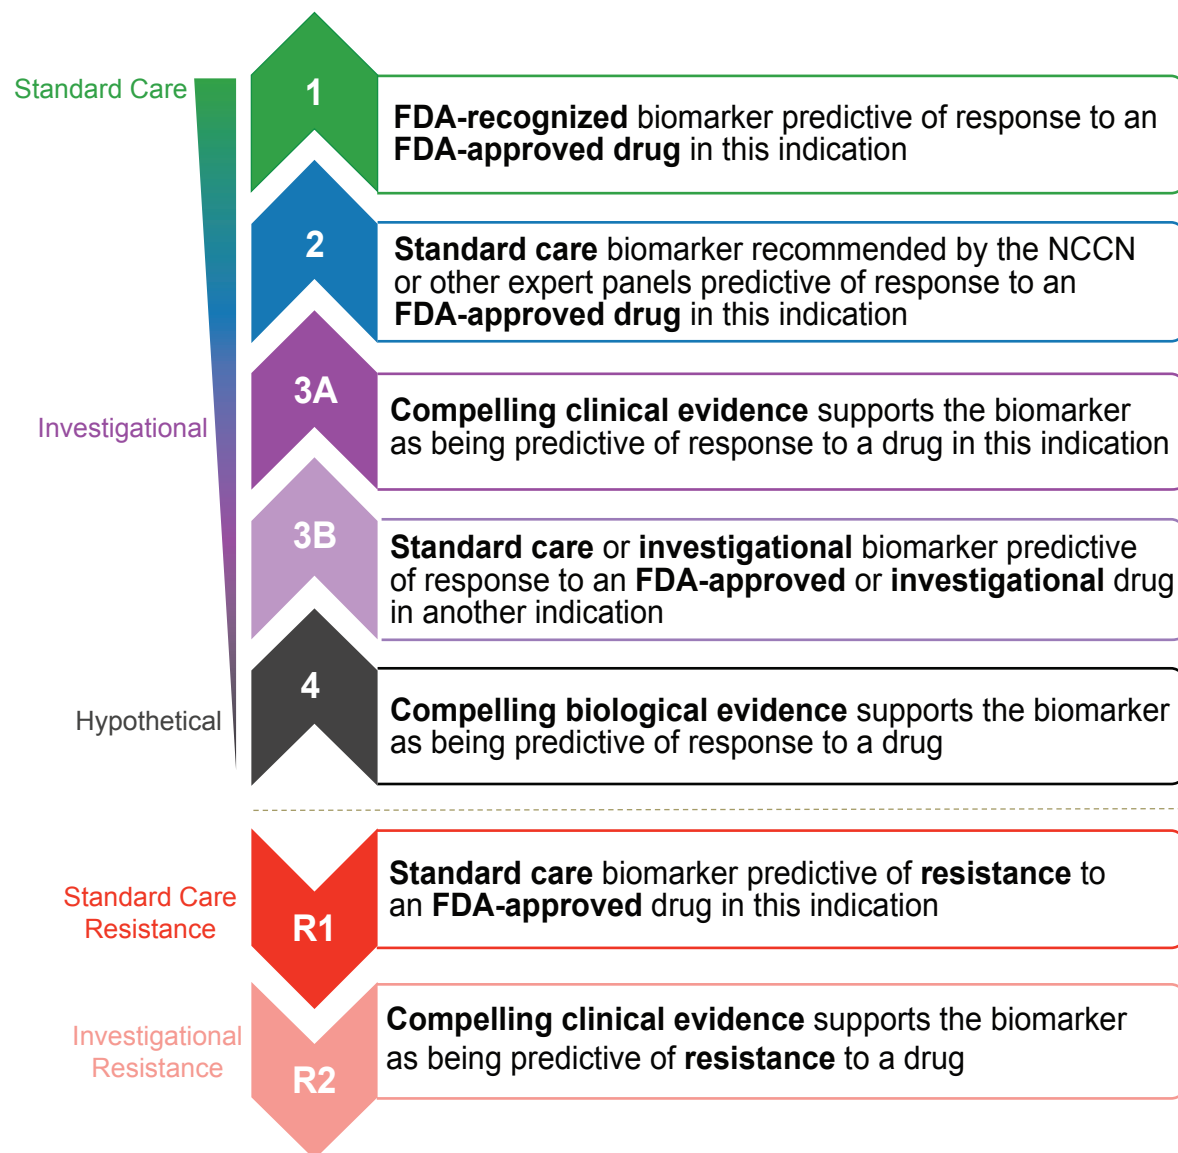 Standard Care
1
FDA-recognized biomarker predictive of response to an
FDA-approved drug in this indication
2
Standard care biomarker recommended by the NCCN
or other expert panels predictive of response to an
FDA-approved drug in this indication
Investigational
3A
Compelling clinical evidence supports the biomarker
as being predictive of response to a drug in this indication
3B
Standard care or investigational biomarker predictive
of response to an FDA-approved or investigational drug
in another indication
Hypothetical
4
Compelling biological evidence supports the biomarker
as being predictive of response to a drug
Standard Care
Resistance
R1
Standard care biomarker predictive of resistance to
an FDA-approved drug in this indication
Investigational
Resistance
R2
Compelling clinical evidence supports the biomarker
as being predictive of resistance to a drug